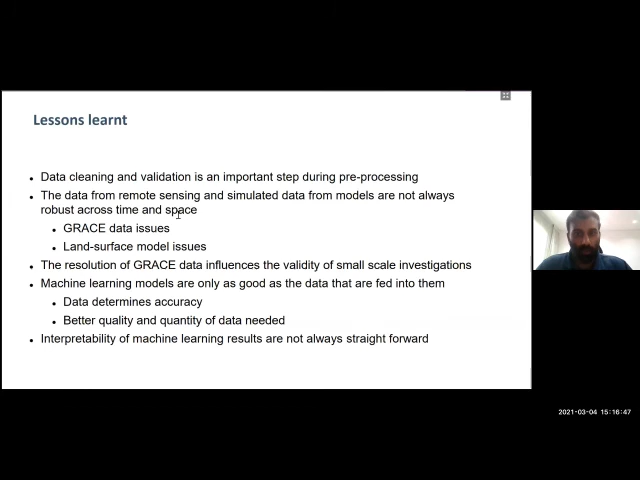 Lessons learnt
• Data cleaning and validation is an important step during pre-processing
• The data from remote sensing and simulated data from models are not always
robust across time and space
• GRACE data issues
• Land-surface model issues
• The resolution of GRACE data influences the validity of small scale investigations
• Machine learning models are only as good as the data that are fed into them
• Data determines accuracy
• Better quality and quantity of data needed
• Interpretability of machine learning results are not always straight forward
2021-03-04 15:16:47